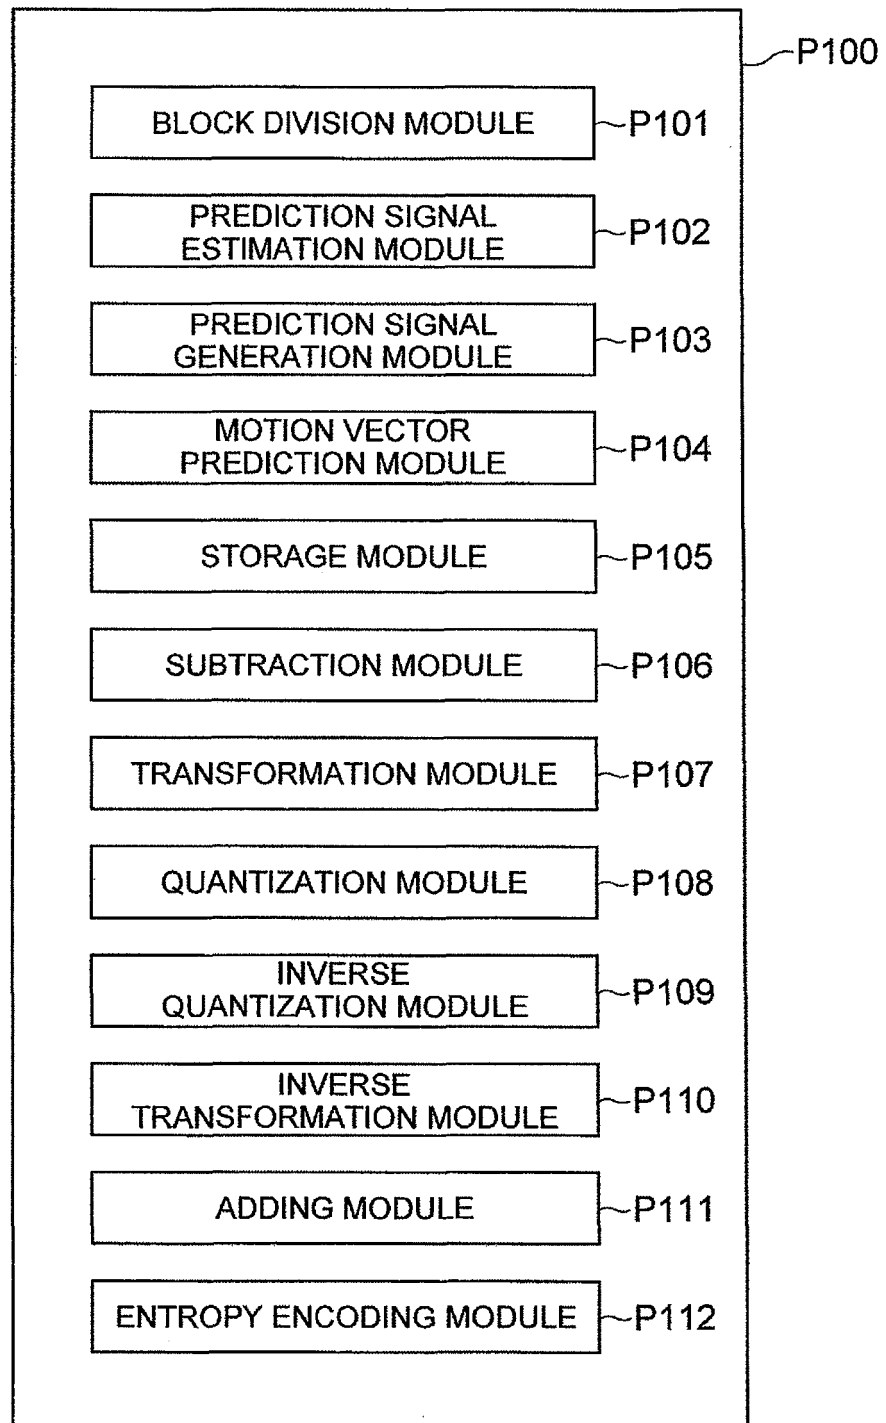 P100
BLOCK DIVISION MODULE P101
PREDICTION SIGNAL
ESTIMATION MODULE P102
PREDICTION SIGNAL
GENERATION MODULE P103
MOTION VECTOR
PREDICTION MODULE P104
STORAGE MODULE P105
SUBTRACTION MODULE P106
TRANSFORMATION MODULE P107
QUANTIZATION MODULE P108
INVERSE
QUANTIZATION MODULE P109
INVERSE
TRANSFORMATION MODULE P110
ADDING MODULE P111
ENTROPY ENCODING MODULE P112